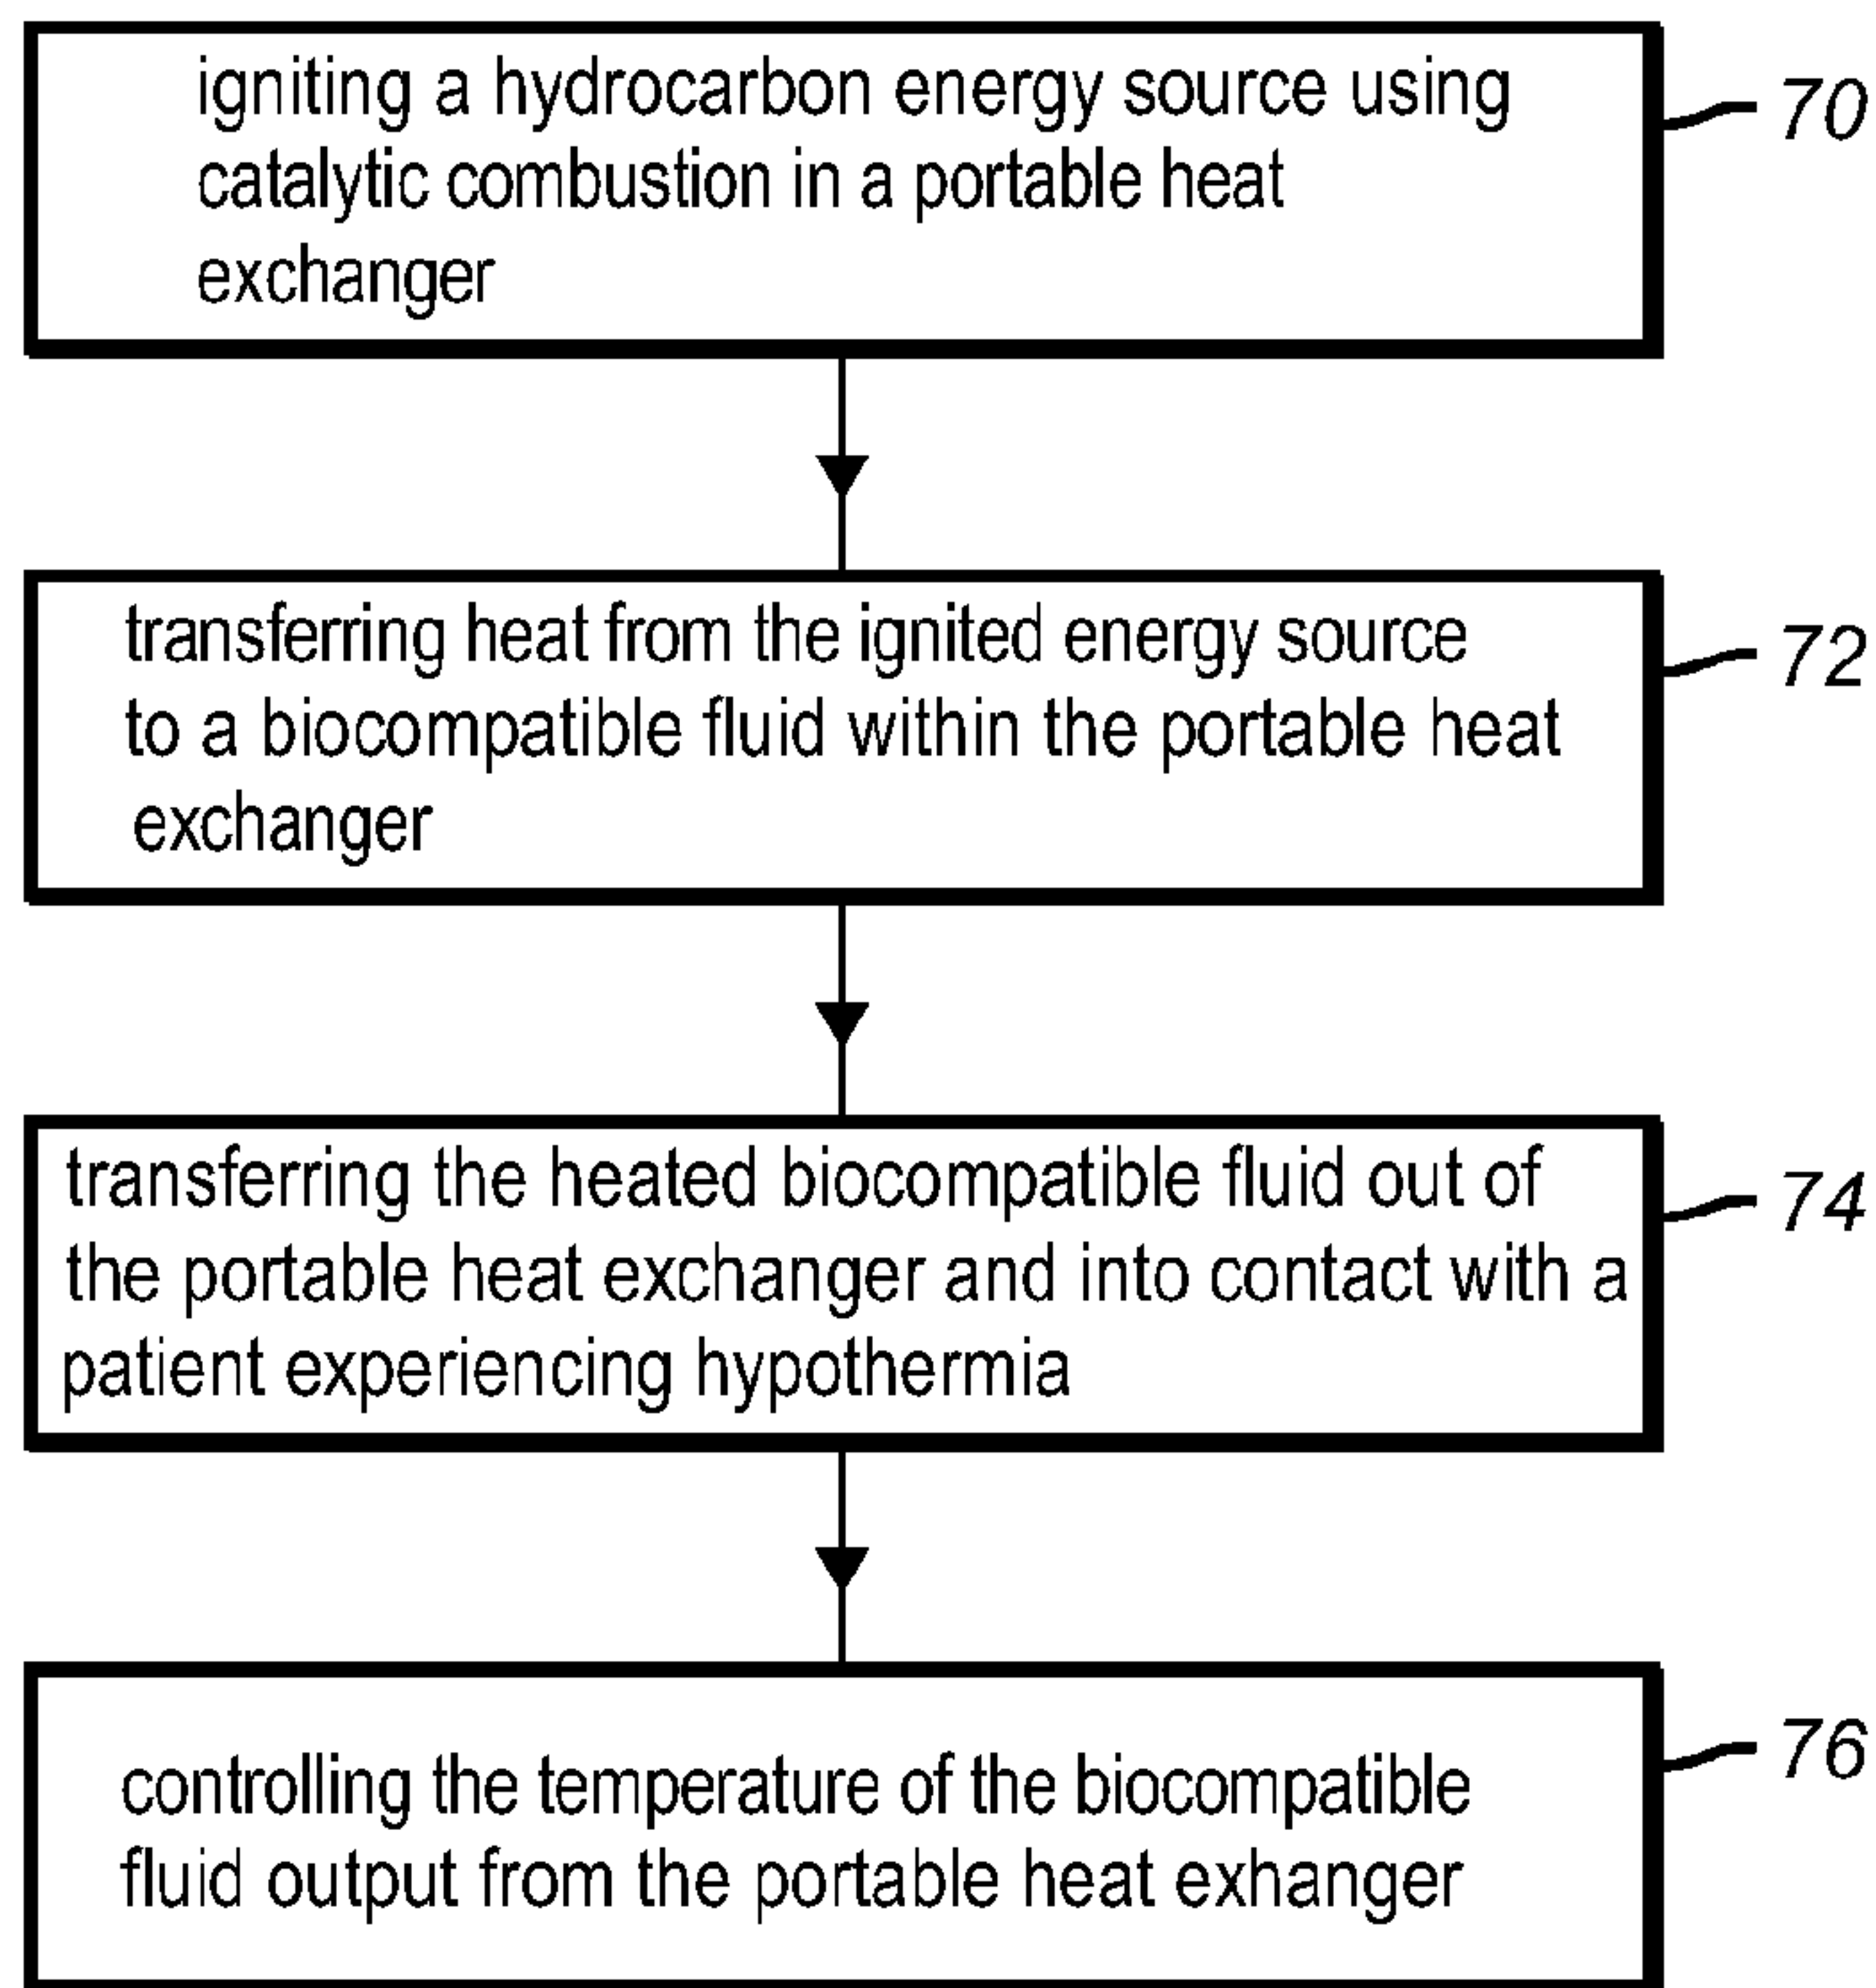 igniting a hydrocarbon energy source using
catalytic combustion in a portable heat
exchanger
70
transferring heat from the ignited energy source
to a biocompatible fluid within the portable heat
exchanger
72
transferring the heated biocompatible fluid out of
the portable heat exchanger and into contact with a
patient experiencing hypothermia
74
controlling the temperature of the biocompatible
fluid output from the portable heat exhanger
76